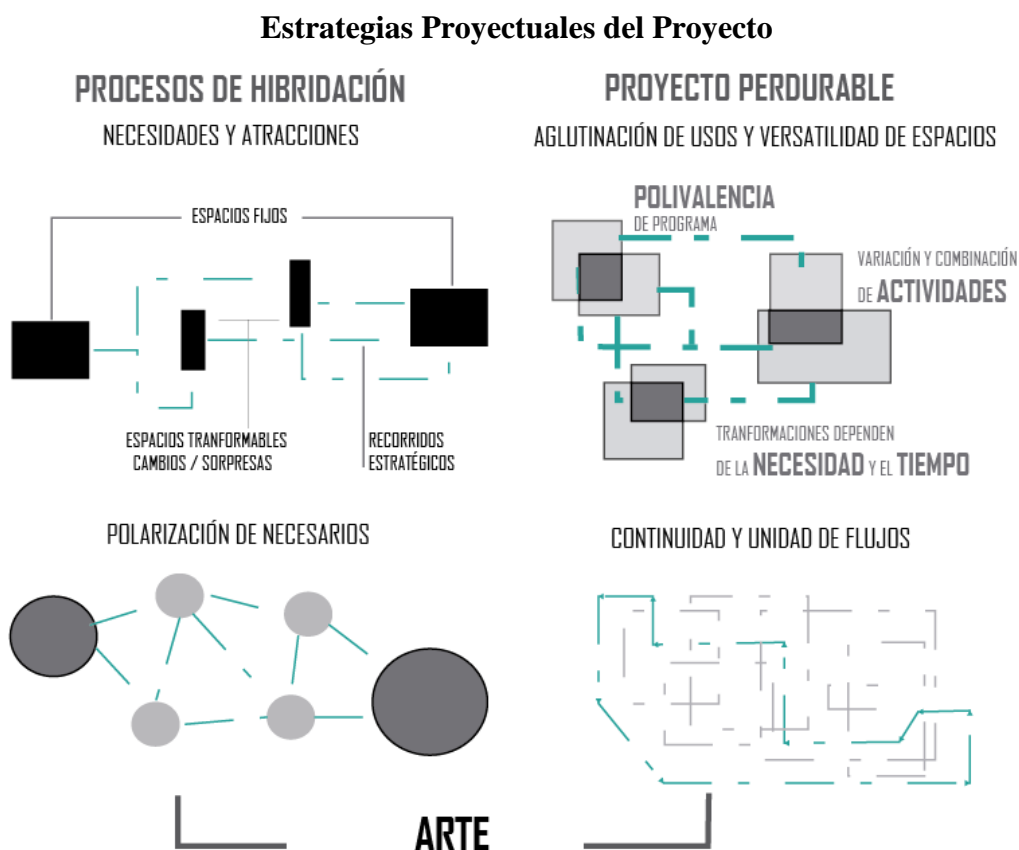 Estrategias Proyectuales del Proyecto
PROCESOS DE HIBRIDACIÓN
NECESIDADES Y ATRACCIONES
ESPACIOS FIJOS
ESPACIOS TRANFORMABLES
CAMBIOS / SORPRESAS
RECORRIDOS
ESTRATÉGICOS
PROYECTO PERDURABLE
AGLUTINACIÓN DE USOS Y VERSATILIDAD DE ESPACIOS
POLIVALENCIA
DE PROGRAMA
VARIACIÓN Y COMBINACIÓN
DE ACTIVIDADES
TRANFORMACIONES DEPENDEN
DE LA NECESIDAD Y EL TIEMPO
POLARIZACIÓN DE NECESARIOS
CONTINUIDAD Y UNIDAD DE FLUJOS
ARTE